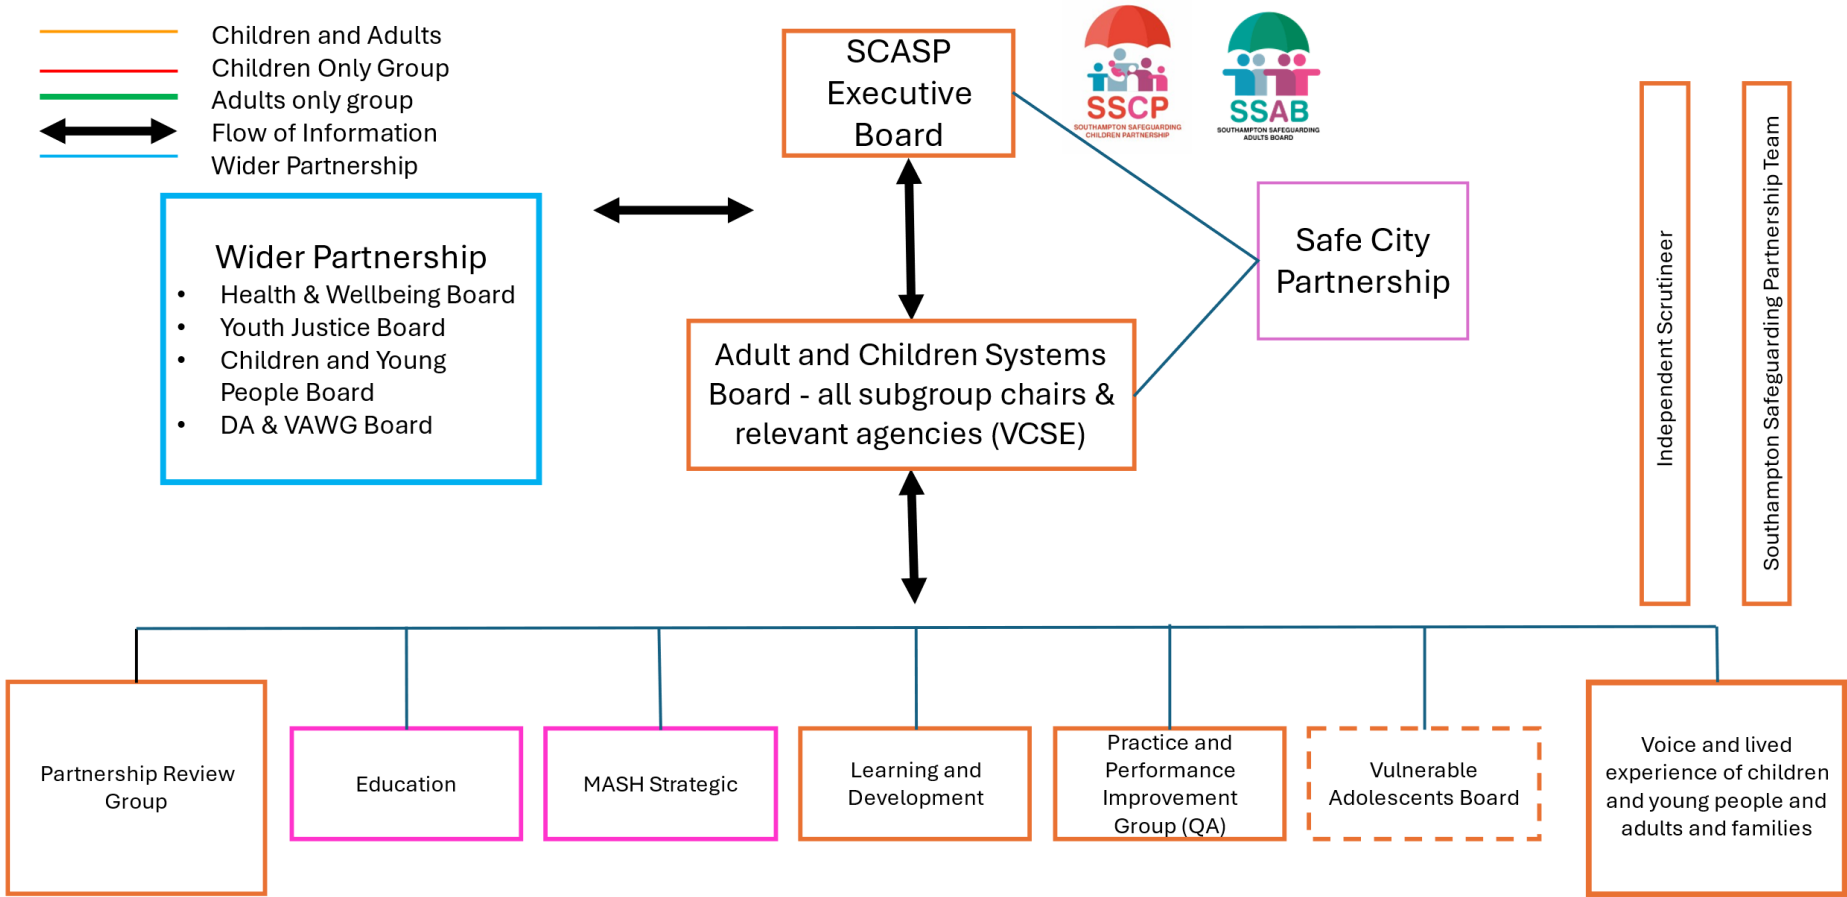 Children and Adults
Children Only Group
Adults only group
Flow of Information
Wider Partnership
SCASP
Executive
Board
SSCP
SOUTHAMPTON SAFEGUARDING
CHILDREN PARTNERSHIP
SSAB
SOUTHAMPTON SAFEGUARDING
ADULTS BOARD
Wider Partnership
• Health & Wellbeing Board
• Youth Justice Board
• Children and Young
People Board
• DA & VAWG Board
Safe City
Partnership
Adult and Children Systems
Board - all subgroup chairs &
relevant agencies (VCSE)
Independent Scrutineer
Southampton Safeguarding Partnership Team
Partnership Review
Group
Education
MASH Strategic
Learning and
Development
Practice and
Performance
Improvement
Group (QA)
Vulnerable
Adolescents Board
Voice and lived
experience of children
and young people and
adults and families